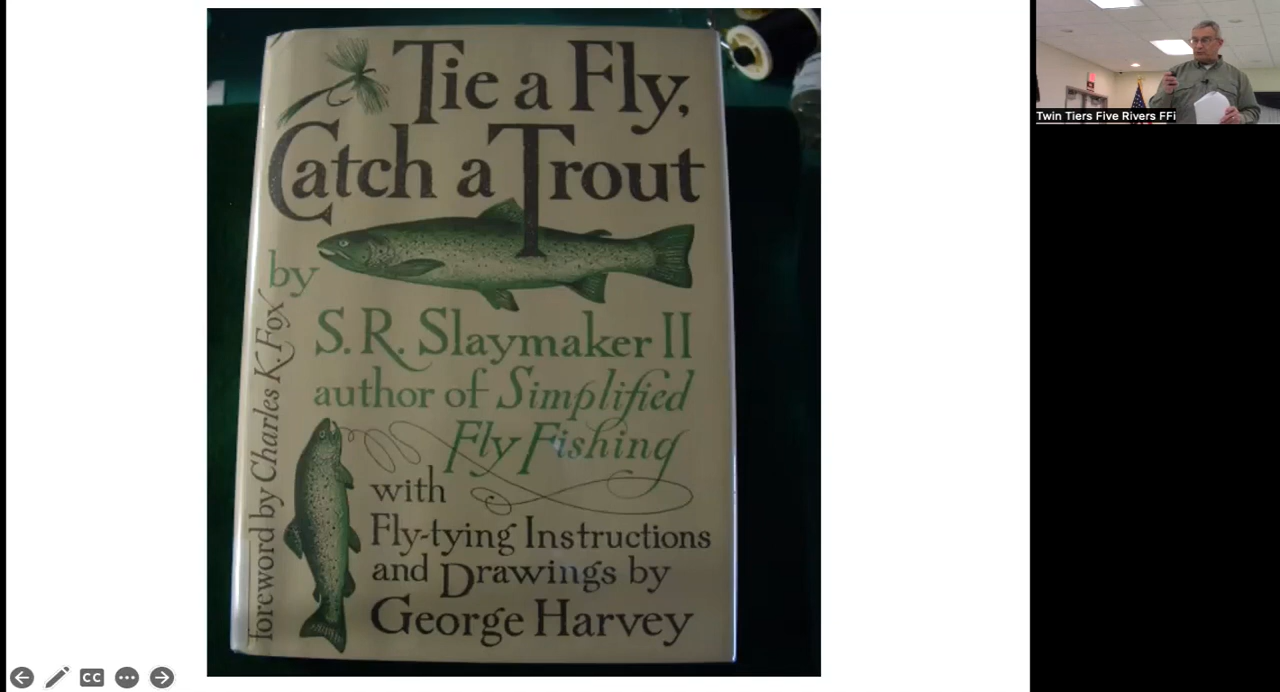 Tie a Fly,
Catch a Trout
by
S. R. Slaymaker II
author of Simplified
Fly Fishing
with
Fly-tying Instructions
and Drawings by
George Harvey
foreword by Charles K. Fox
Twin Tiers Five Rivers FFi
CC